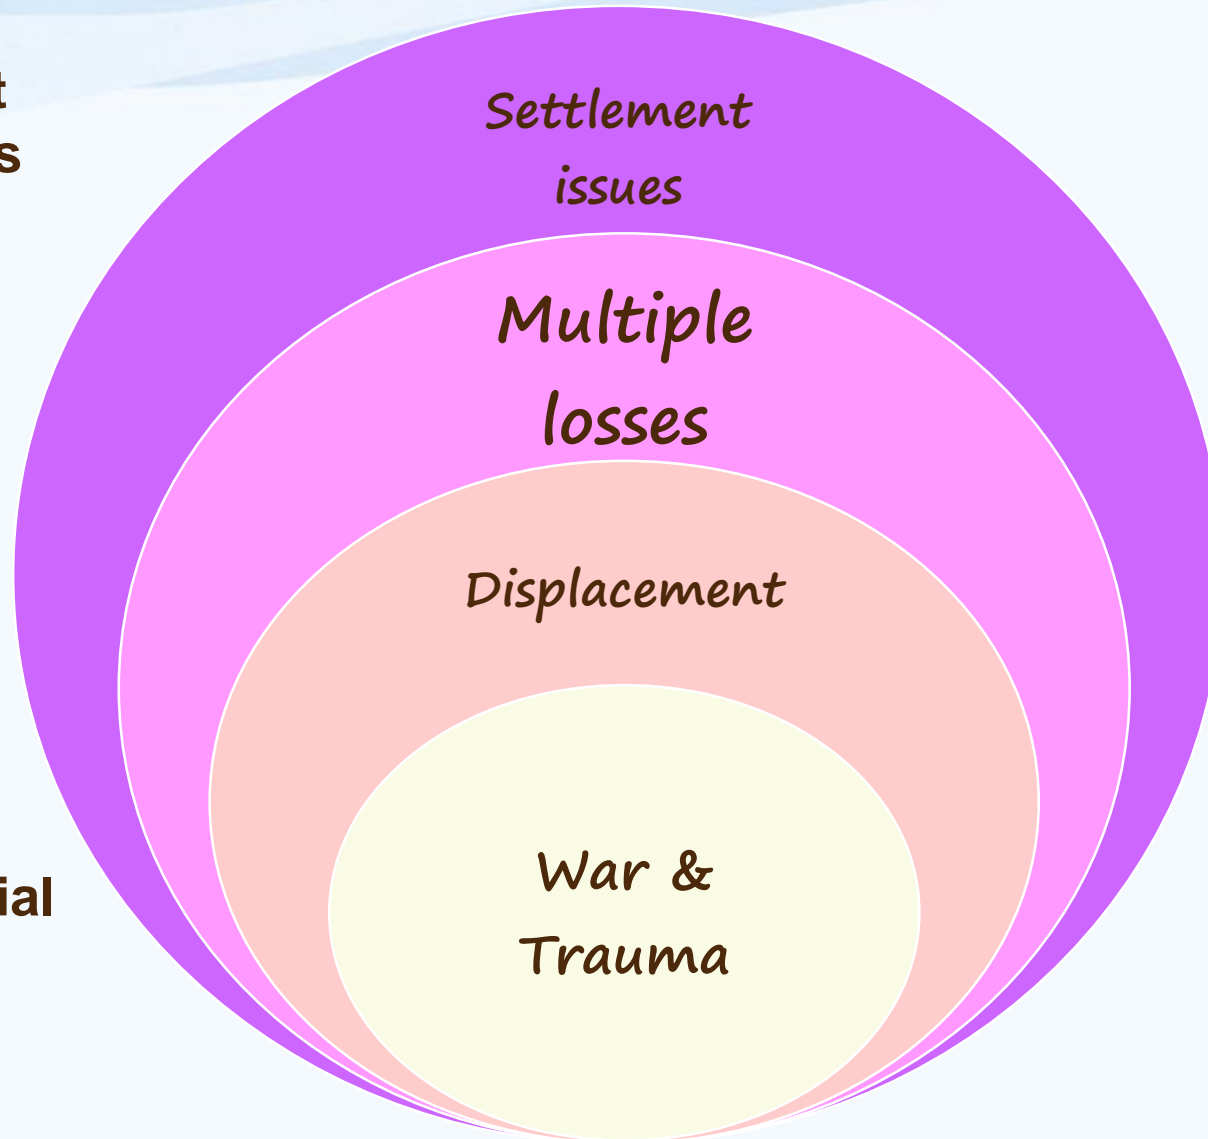 Settlement
issues
Multiple
losses
Displacement
War &
Trauma